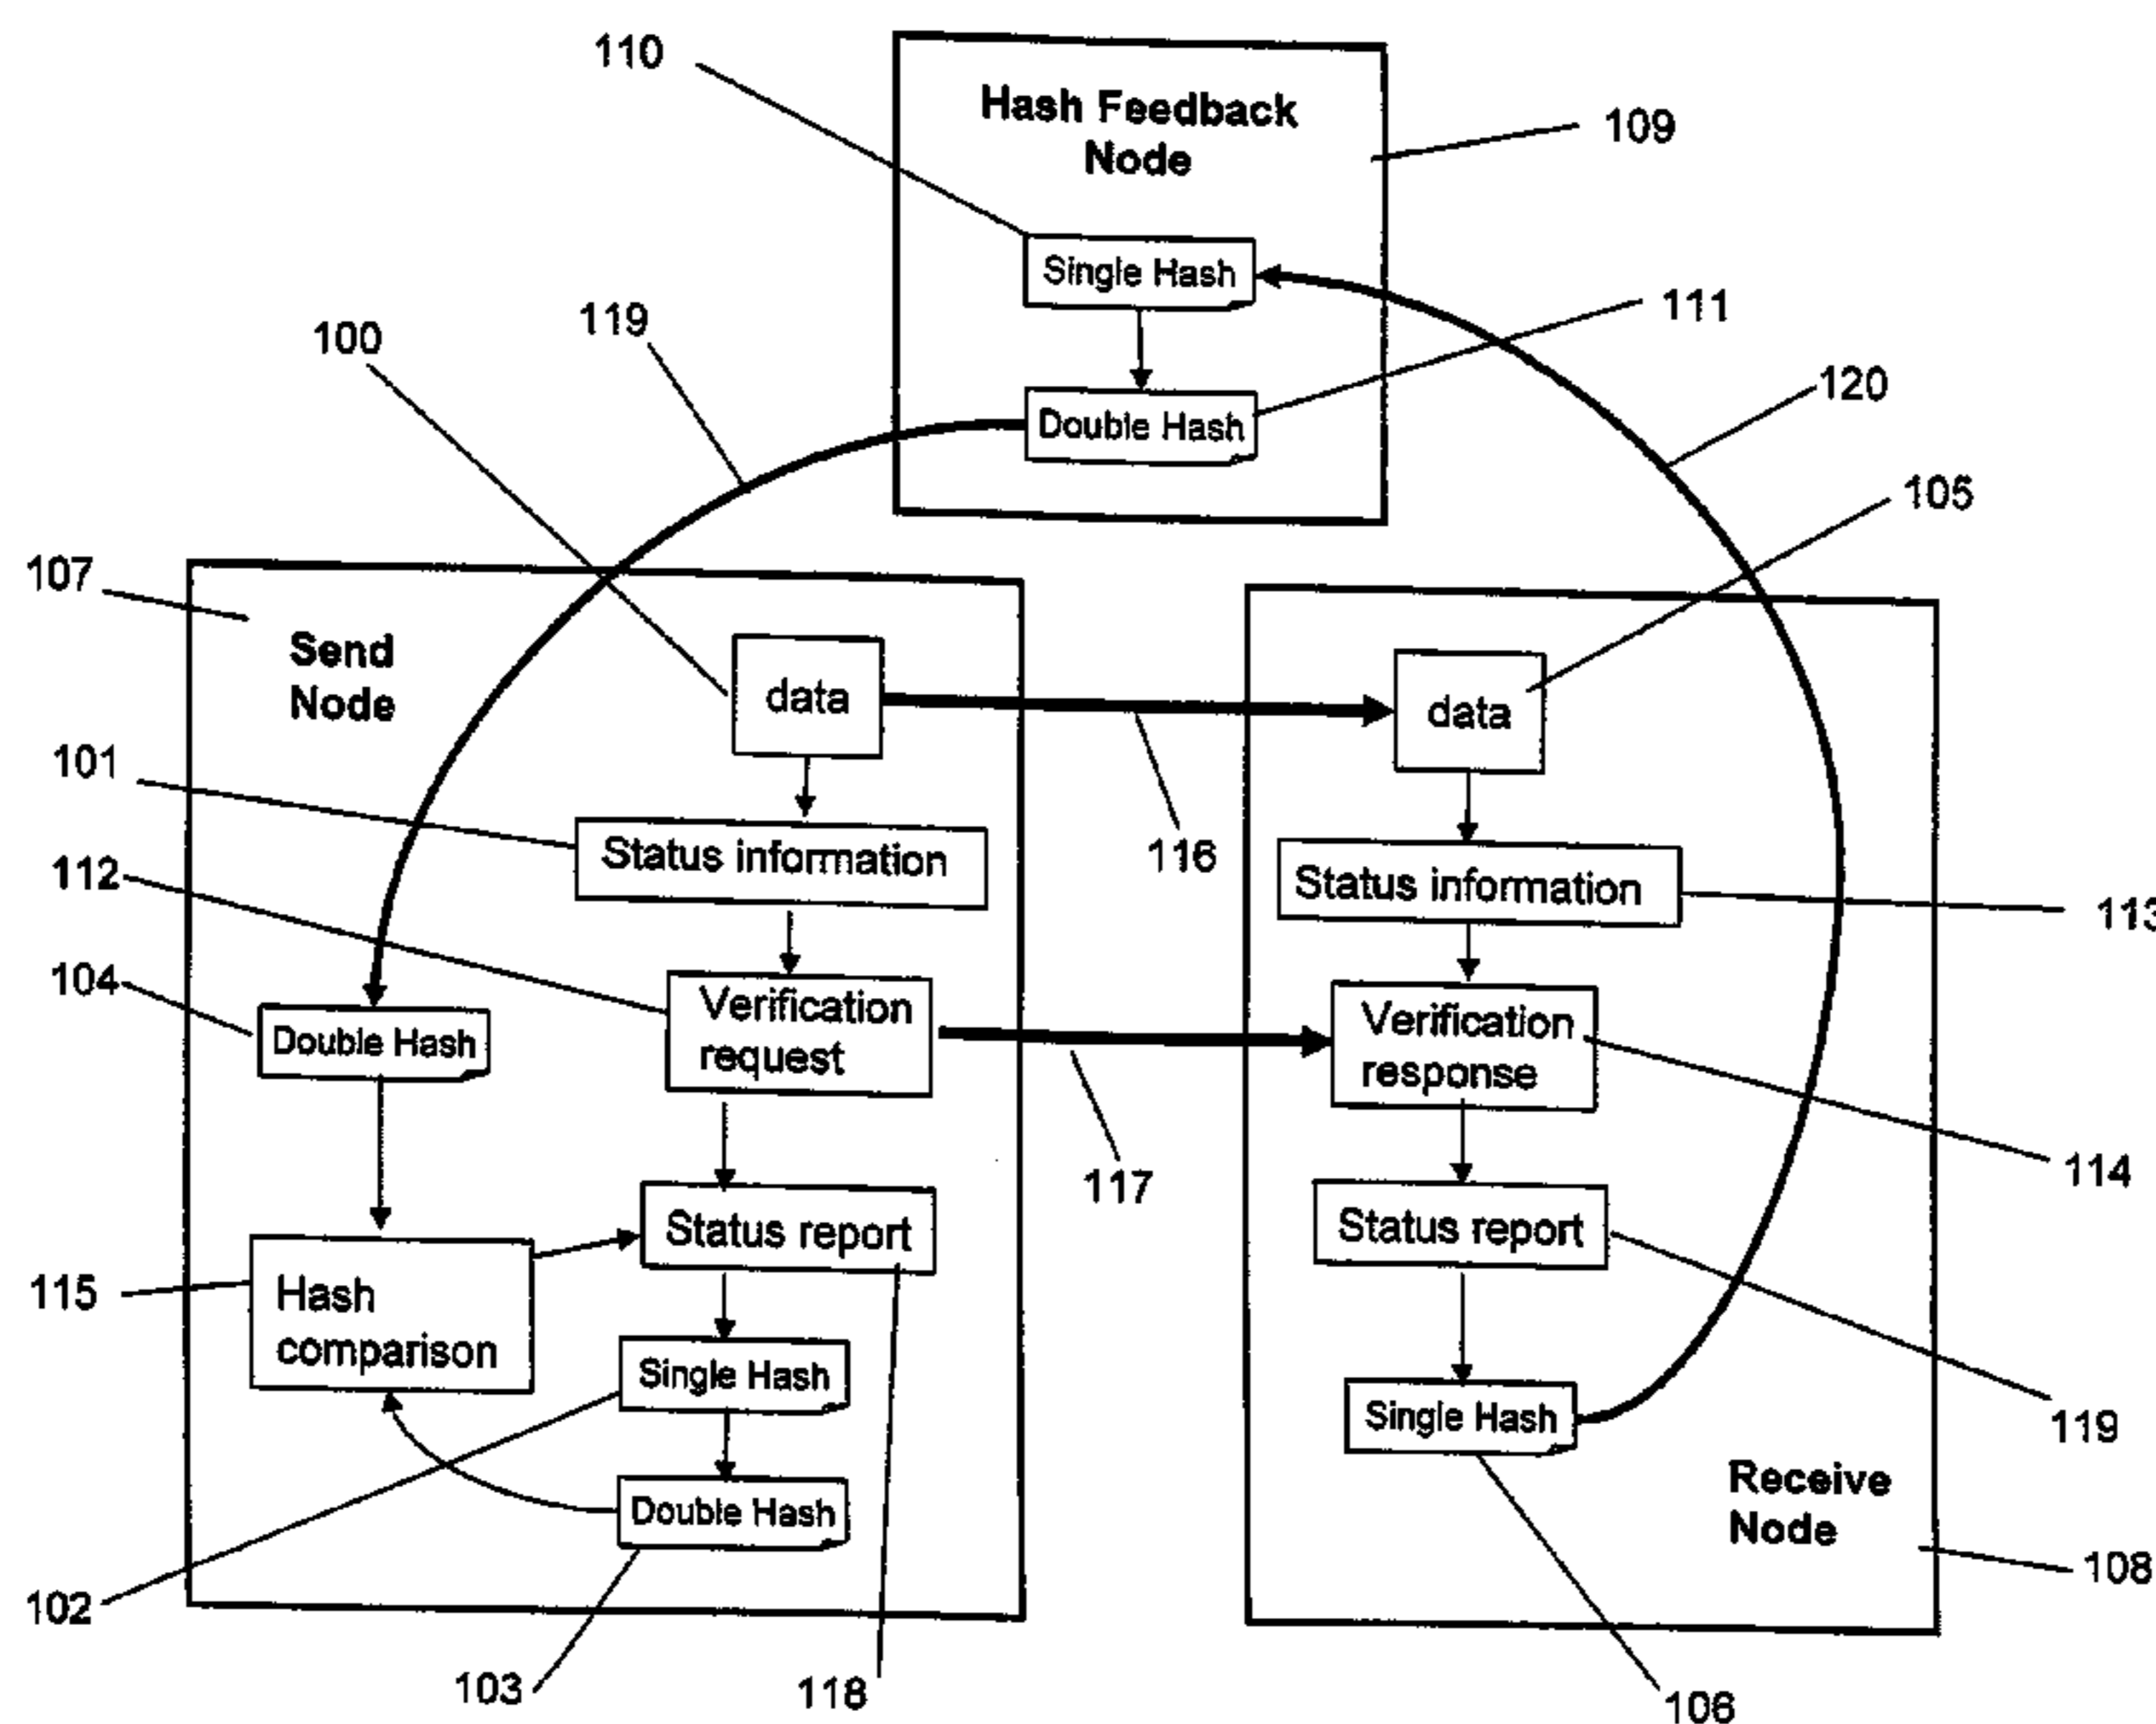 110
Hash Feedback
Node
109
Single Hash
111
119
100
Double Hash
120
105
107
Send
Node
data
data
101
Status information
116
112
Status information
113
104
Double Hash
Verification
request
Verification
response
117
114
115
Hash
comparison
Status report
Status report
Single Hash
Single Hash
119
Double Hash
Receive
Node
102
108
103
118
106